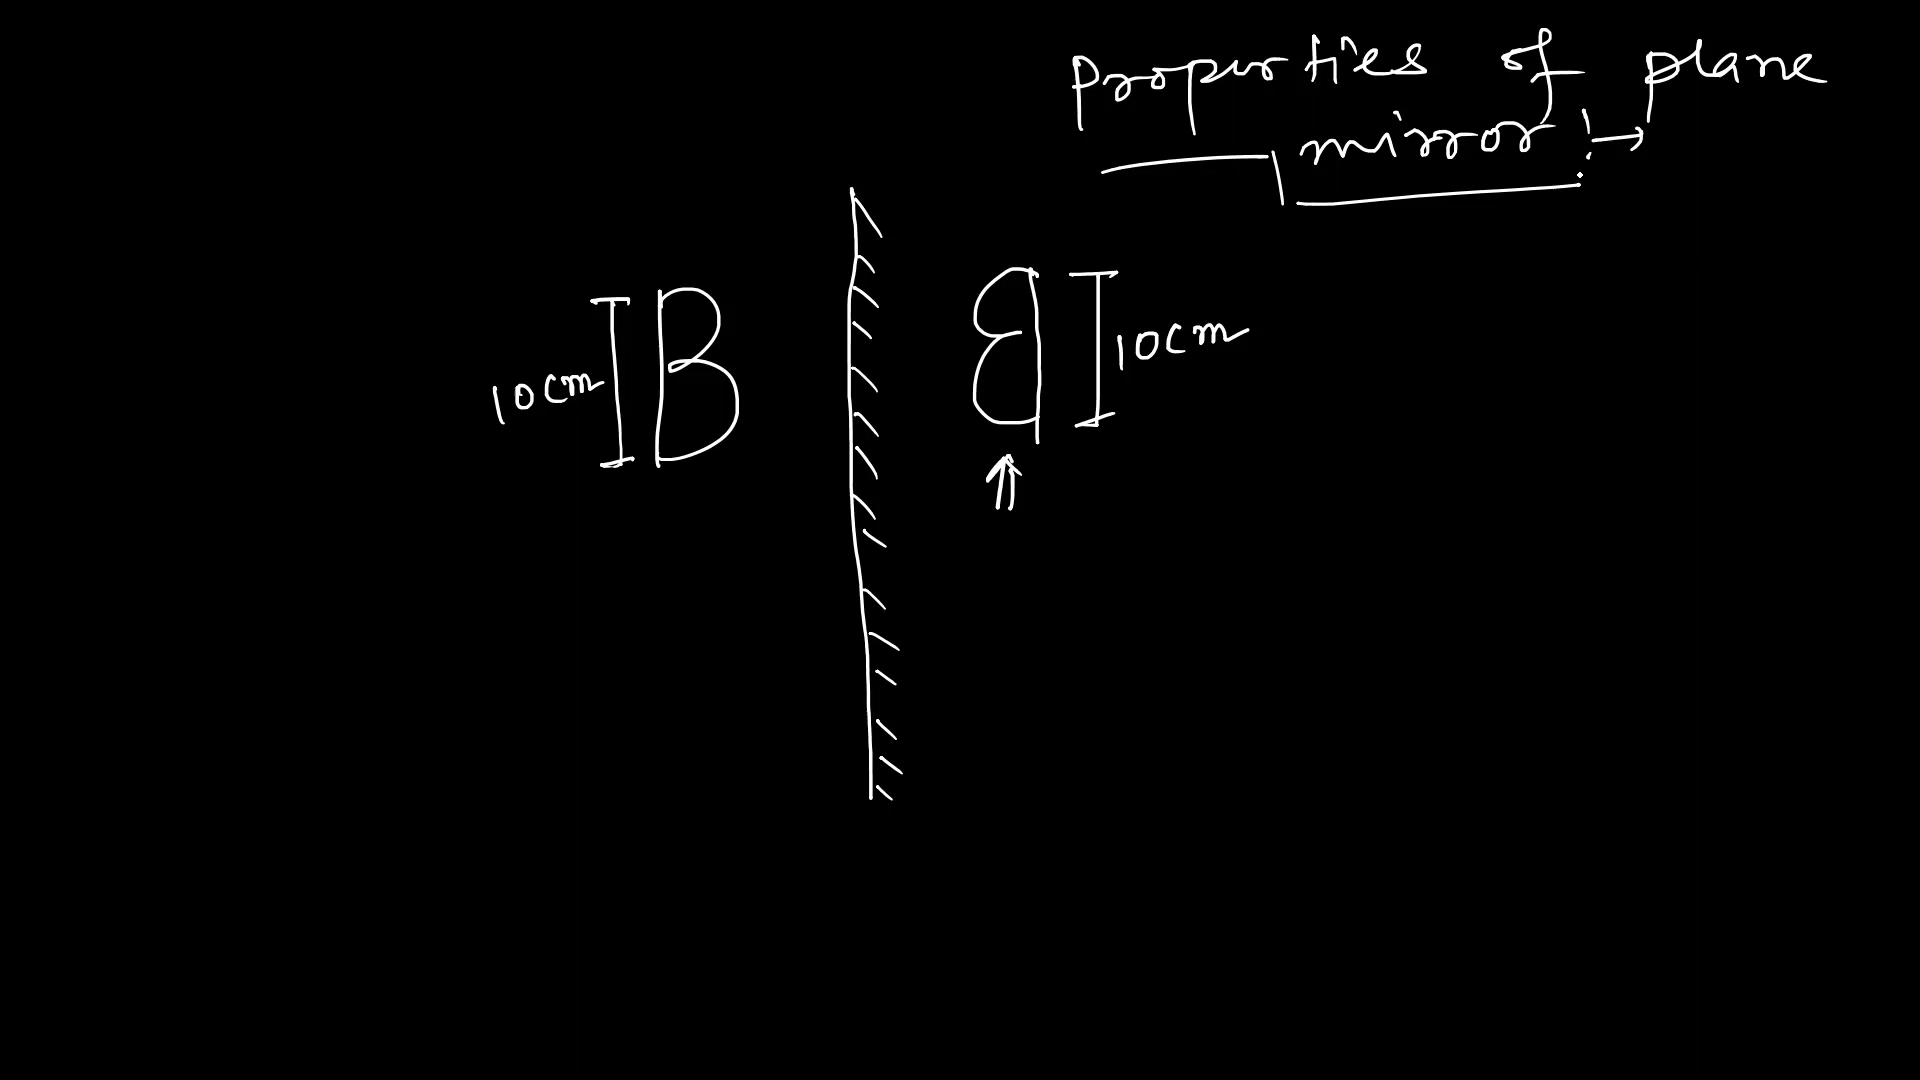 Properties of plane
mirror :→
10cm B B 10cm